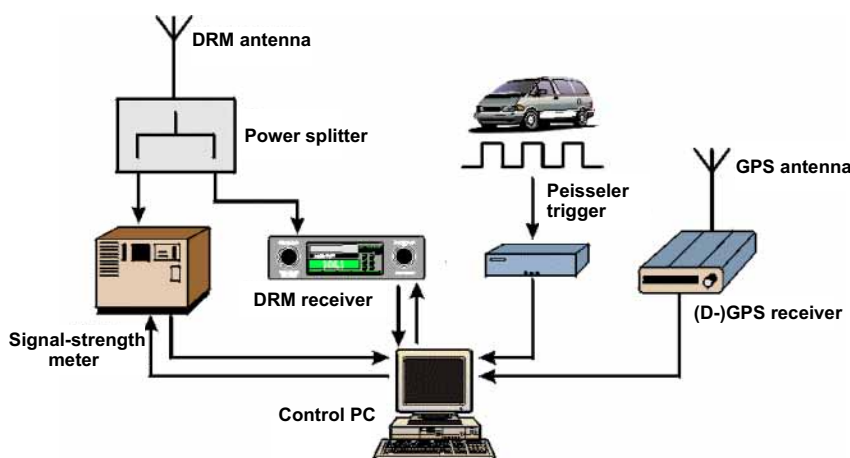 DRM antenna
Power splitter
GPS antenna
Peisseler
trigger
DRM receiver
(D-)GPS receiver
Signal-strength
meter
Control PC